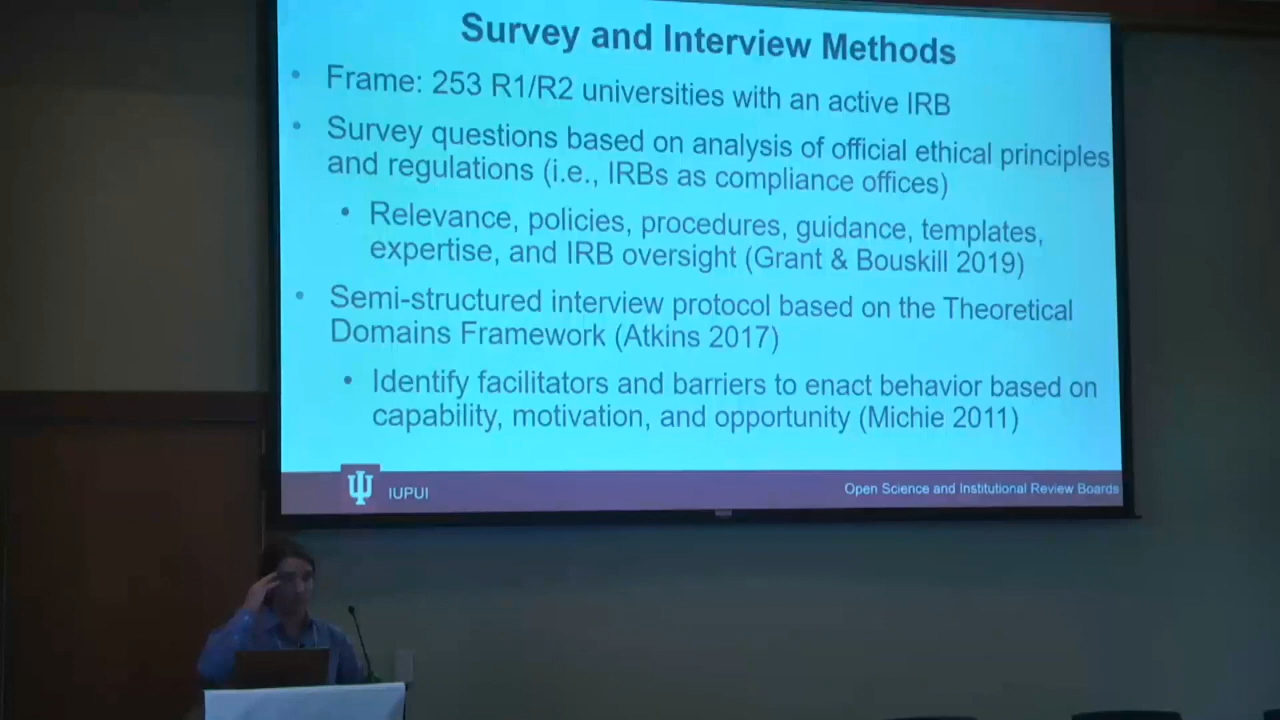 Survey and Interview Methods
• Frame: 253 R1/R2 universities with an active IRB
• Survey questions based on analysis of official ethical principles
and regulations (i.e., IRBs as compliance offices)
• Relevance, policies, procedures, guidance, templates,
expertise, and IRB oversight (Grant & Bouskill 2019)
• Semi-structured interview protocol based on the Theoretical
Domains Framework (Atkins 2017)
• Identify facilitators and barriers to enact behavior based on
capability, motivation, and opportunity (Michie 2011)
IUPUI
Open Science and Institutional Review Boards